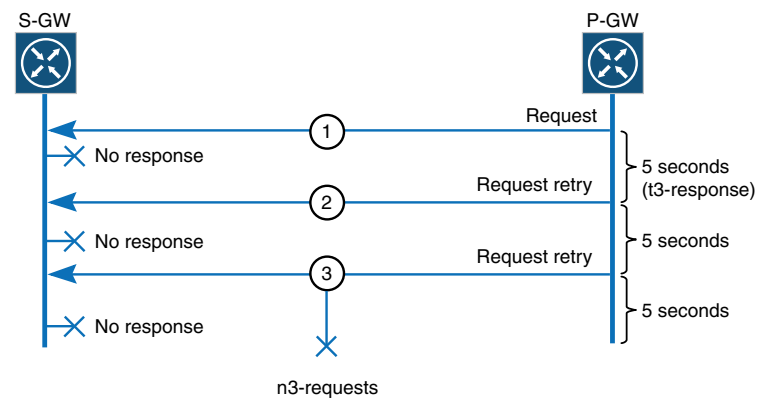 S-GW
P-GW
Request
1
No response
5 seconds
(t3-response)
Request retry
2
No response
5 seconds
Request retry
3
No response
5 seconds
n3-requests